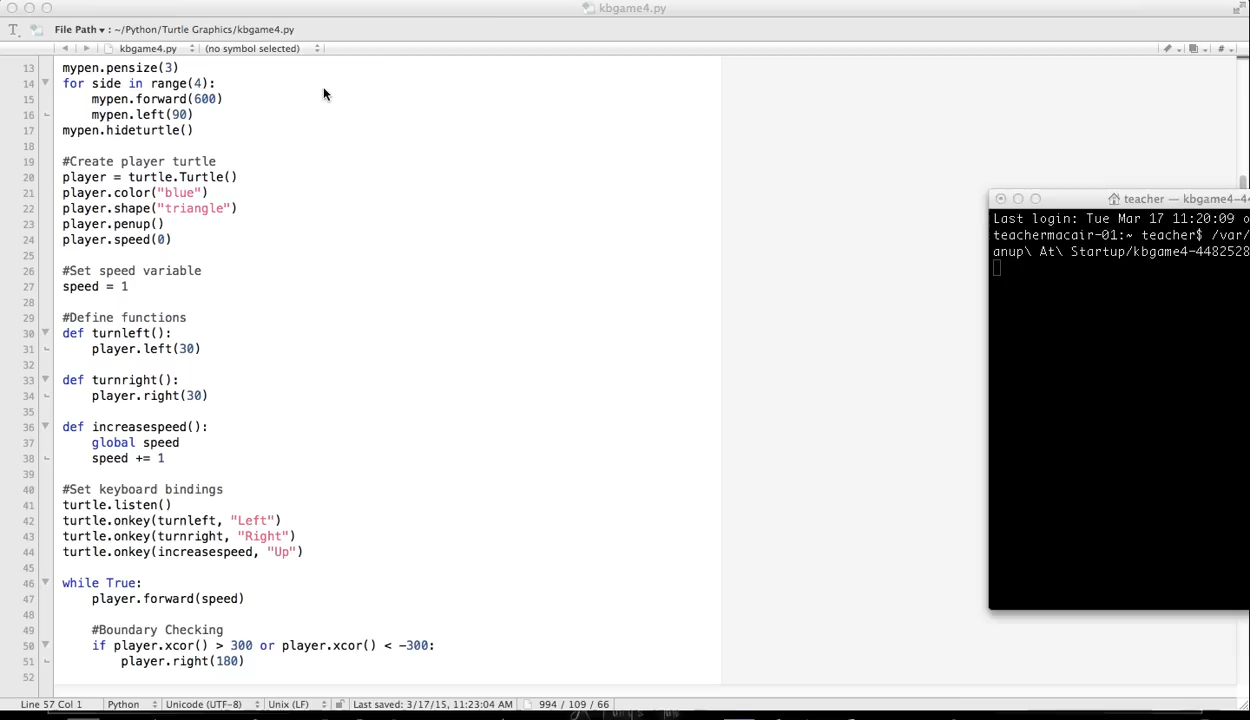 kbgame4.py
File Path ▾ : ~/Python/Turtle Graphics/kbgame4.py
kbgame4.py (no symbol selected) #
13 mypen.pensize(3)
14 for side in range(4):
15 mypen.forward(600)
16 mypen.left(90)
17 mypen.hideturtle()
18
19 #Create player turtle
20 player = turtle.Turtle()
21 player.color("blue")
22 player.shape("triangle")
23 player.penup()
24 player.speed(0)
25
26 #Set speed variable
27 speed = 1
28
29 #Define functions
30 def turnleft():
31 player.left(30)
32
33 def turnright():
34 player.right(30)
35
36 def increasespeed():
37 global speed
38 speed += 1
39
40 #Set keyboard bindings
41 turtle.listen()
42 turtle.onkey(turnleft, "Left")
43 turtle.onkey(turnright, "Right")
44 turtle.onkey(increasespeed, "Up")
45
46 while True:
47 player.forward(speed)
48
49 #Boundary Checking
50 if player.xcor() > 300 or player.xcor() < -300:
51 player.right(180)
52
teacher — kbgame4-4
Last login: Tue Mar 17 11:20:09 o
teachermacair-01:~ teacher$ /var/
anup\ At\ Startup/kbgame4-4482528
Line 57 Col 1 Python Unicode (UTF-8) Unix (LF) Last saved: 3/17/15, 11:23:04 AM 994 / 109 / 66